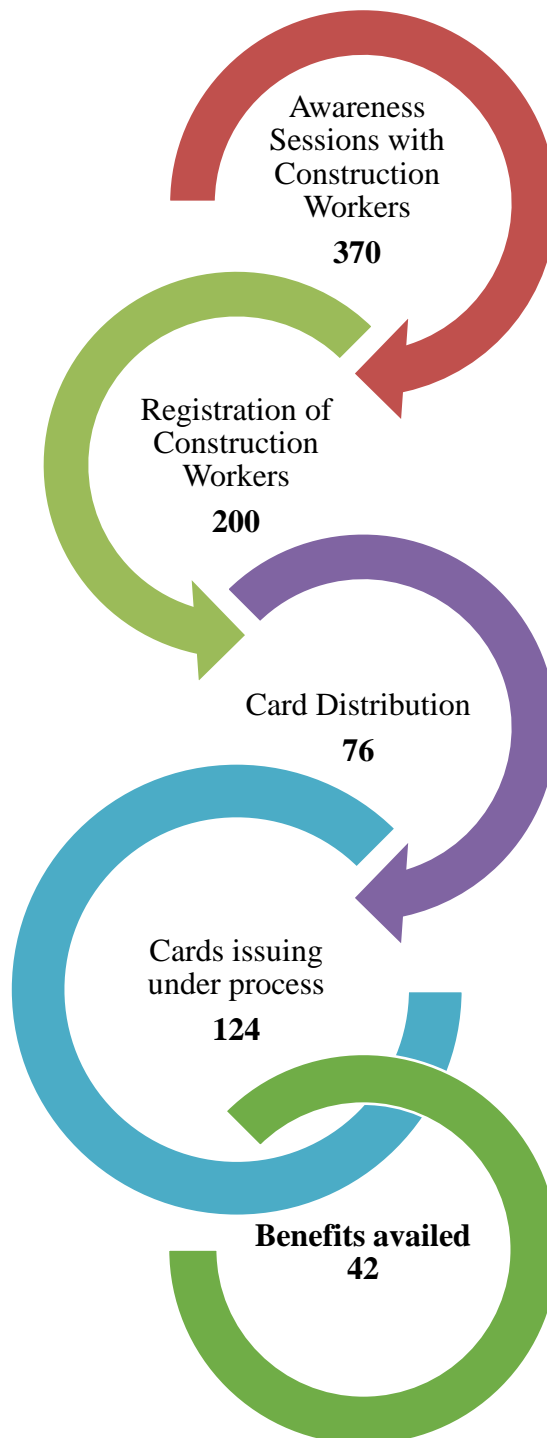 Awareness
Sessions with
Construction
Workers
370
Registration of
Construction
Workers
200
Card Distribution
76
Cards issuing
under process
124
Benefits availed
42